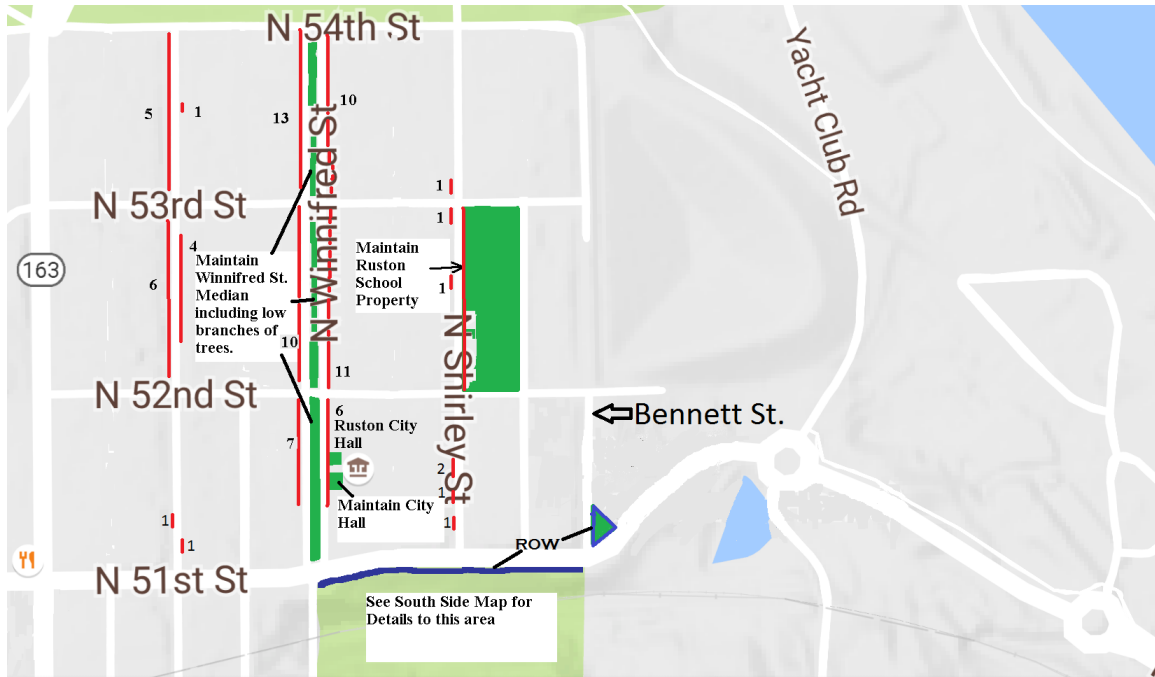 N 54th St
5
1
13
10
Yacht Club Rd
N Winnifred St
1
N 53rd St
1
4
Maintain
Winnifred St.
Median
including low
branches of
trees.
Maintain
Ruston
School
Property
163
6
1
10
11
N Shirley St
N 52nd St
6
Ruston City
Hall
7
Bennett St.
2
1
Maintain City
Hall
1
1
1
ROW
N 51st St
See South Side Map for
Details to this area